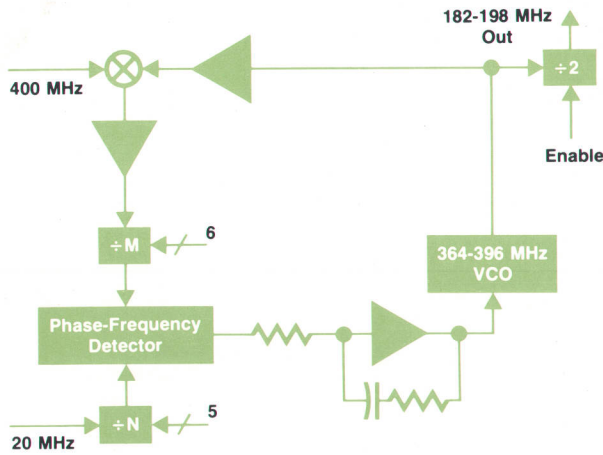 182-198 MHz
Out
÷2
400 MHz
Enable
÷M
6
364-396 MHz
VCO
Phase-Frequency
Detector
÷N
5
20 MHz